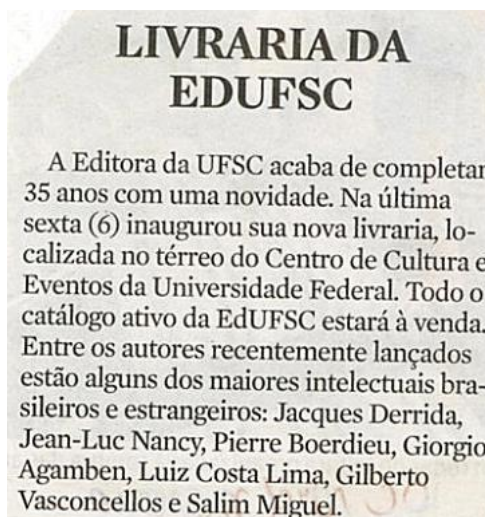 LIVRARIA DA
EDUFSC
A Editora da UFSC acaba de completar
35 anos com uma novidade. Na última
sexta (6) inaugurou sua nova livraria, lo-
calizada no térreo do Centro de Cultura e
Eventos da Universidade Federal. Todo o
catálogo ativo da EdUFSC estará à venda.
Entre os autores recentemente lançados
estão alguns dos maiores intelectuais bra-
sileiros e estrangeiros: Jacques Derrida,
Jean-Luc Nancy, Pierre Boerdieu, Giorgio
Agamben, Luiz Costa Lima, Gilberto
Vasconcellos e Salim Miguel.